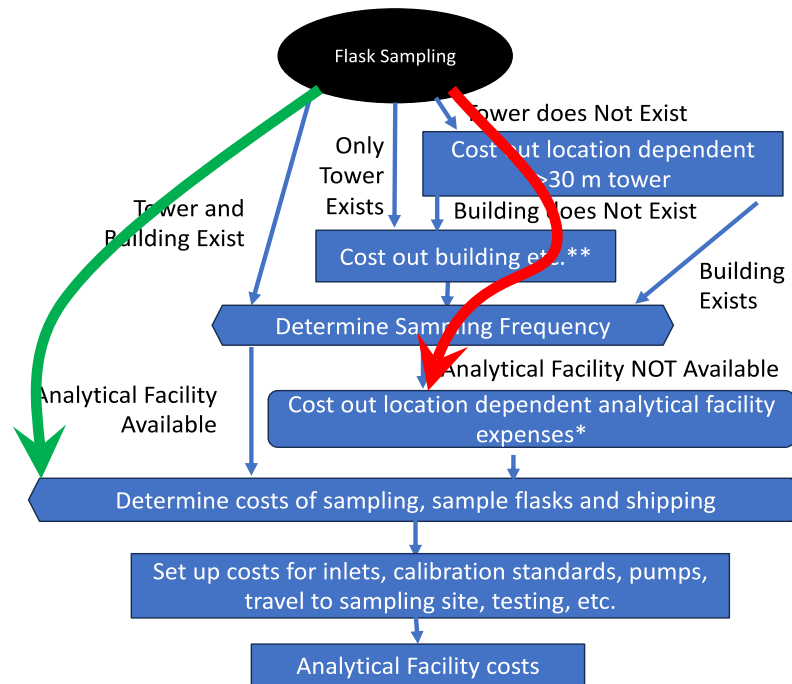 Flask Sampling
Tower does Not Exist
Cost out location dependent
>30 m tower
Only
Tower
Exists
Tower and
Building Exist
Building does Not Exist
Cost out building etc.**
Building
Exists
Determine Sampling Frequency
Analytical Facility NOT Available
Analytical Facility
Available
Cost out location dependent analytical facility
expenses*
Determine costs of sampling, sample flasks and shipping
Set up costs for inlets, calibration standards, pumps,
travel to sampling site, testing, etc.
Analytical Facility costs